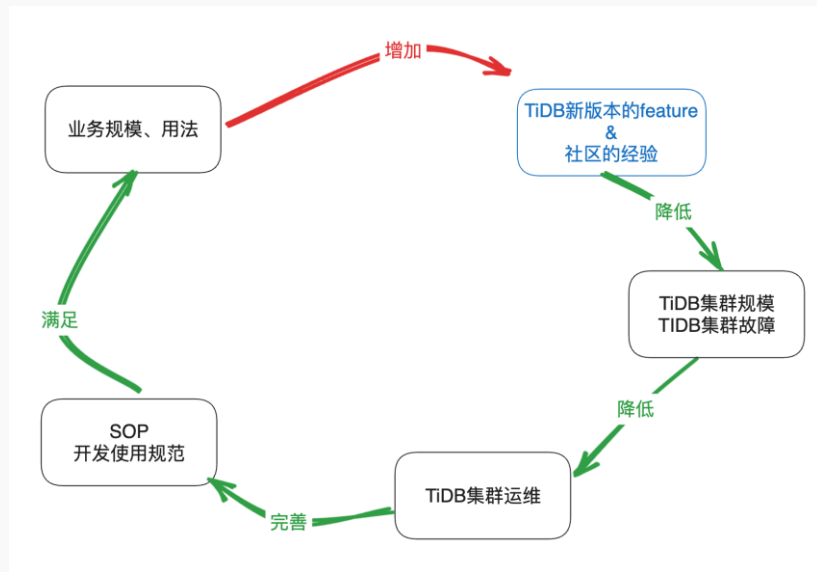 增加
业务规模、用法
TiDB新版本的feature
&
社区的经验
降低
TiDB集群规模
TIDB集群故障
满足
降低
SOP
开发使用规范
TiDB集群运维
完善